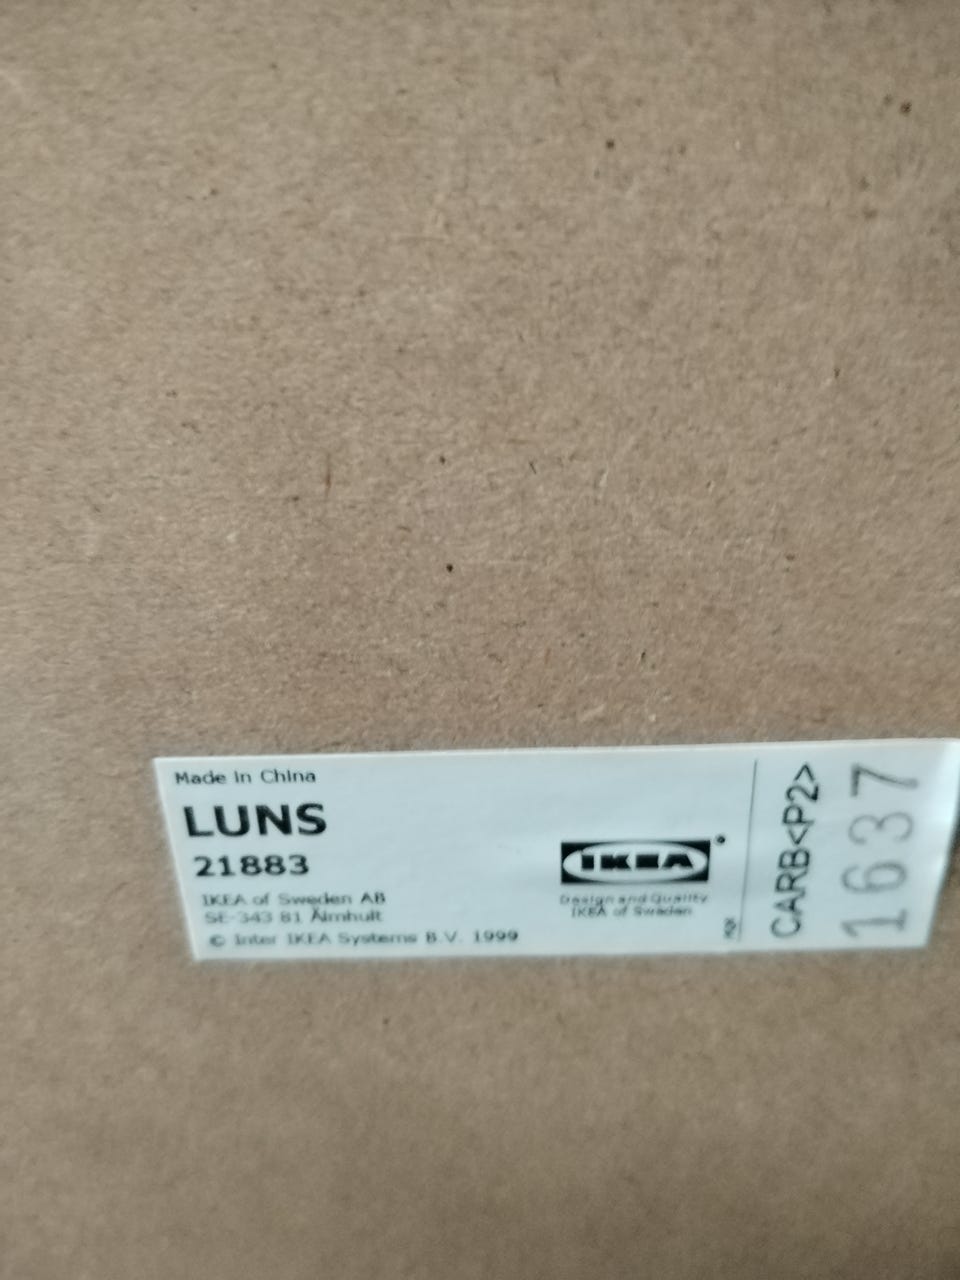 Made in China
LUNS
21883
IKEA of Sweden AB
SE-343 81 Älmhult
© Inter IKEA Systems B.V. 1999
IKEA
Design and Quality
IKEA of Sweden
CARB<P2>
1637